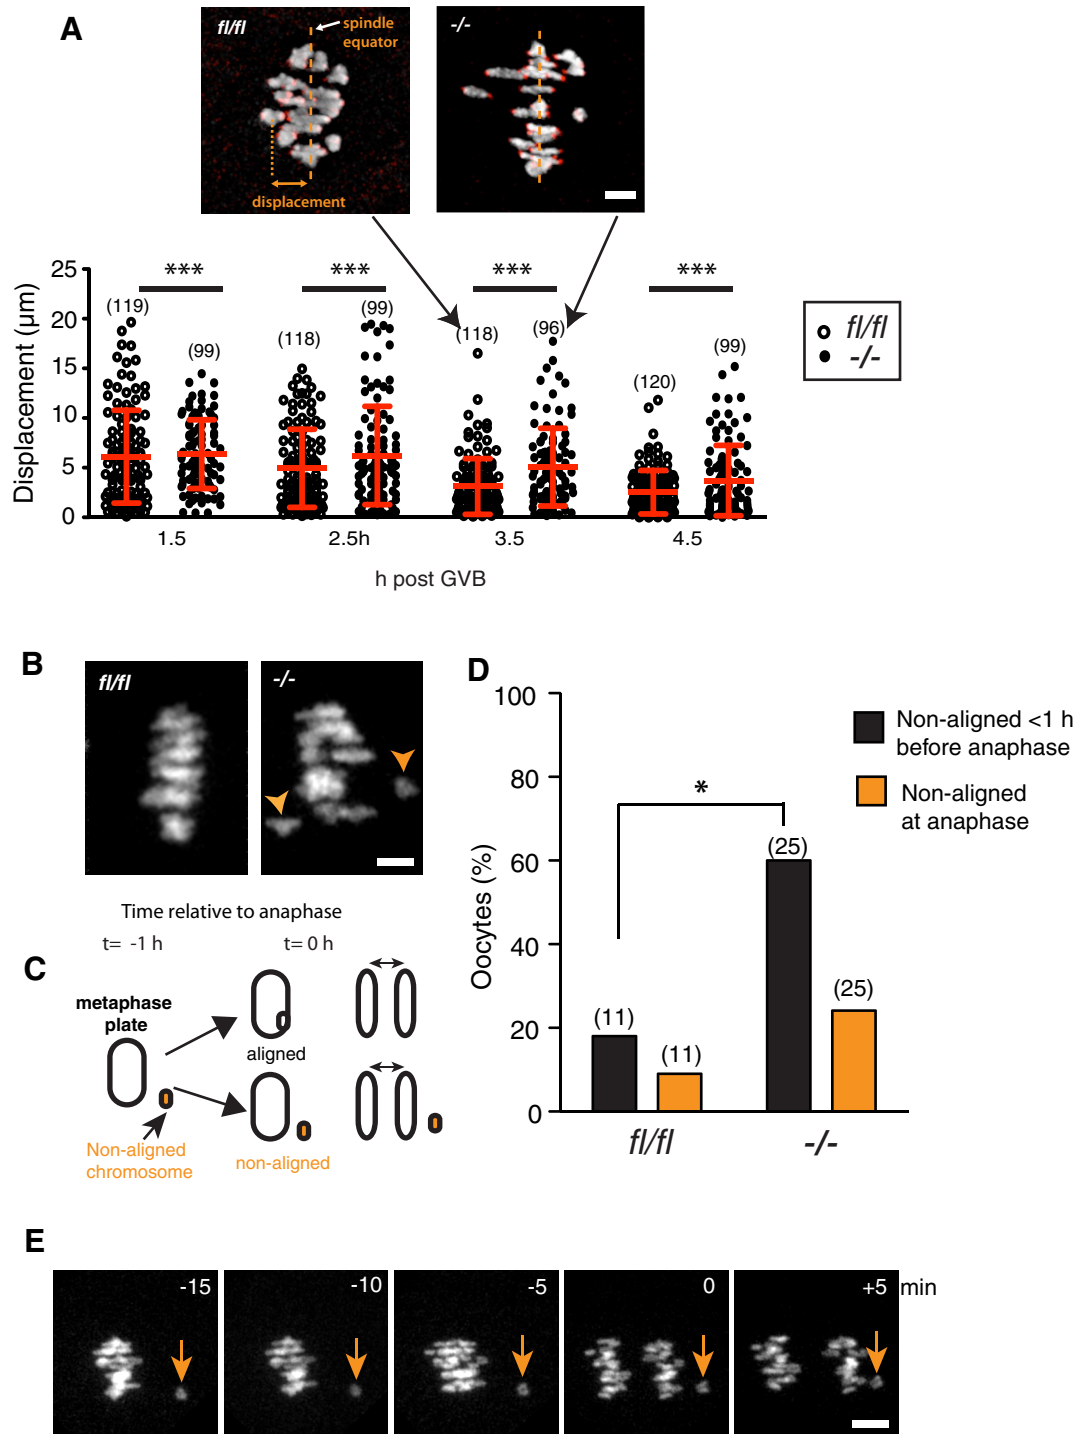 A
fl/fl
spindle
equator
-/-
displacement
Displacement (μm)
25
20
15
10
5
0
***
***
***
***
(119)
(99)
(118)
(99)
(118)
(96)
(120)
(99)
1.5
2.5h
3.5
4.5
h post GVB
fl/fl
-/-
B
fl/fl
-/-
Time relative to anaphase
t= -1 h
t= 0 h
C
metaphase
plate
aligned
Non-aligned
chromosome
non-aligned
D
Oocytes (%)
100
80
60
40
20
0
*
(11)
(11)
(25)
(25)
fl/fl
-/-
Non-aligned <1 h
before anaphase
Non-aligned
at anaphase
E
-15
-10
-5
0
+5 min